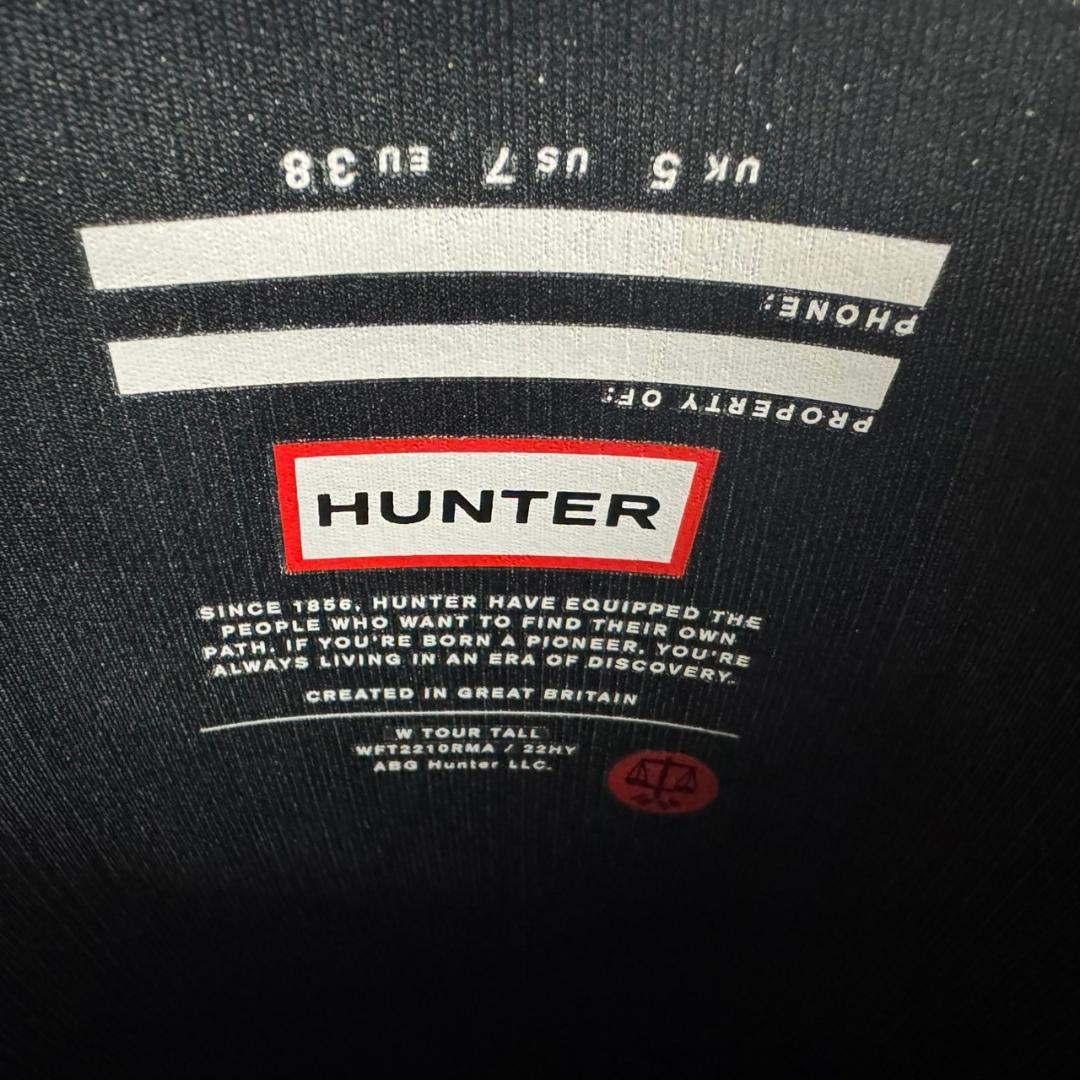 UK 5 US 7 EU 38
PHONE:
PROPERTY OF:
HUNTER
SINCE 1856, HUNTER HAVE EQUIPPED THE
PEOPLE WHO WANT TO FIND THEIR OWN
PATH. IF YOU'RE BORN A PIONEER, YOU'RE
ALWAYS LIVING IN AN ERA OF DISCOVERY.
CREATED IN GREAT BRITAIN
W TOUR TALL
WFT2210RMA / 22HY
ABG Hunter LLC.